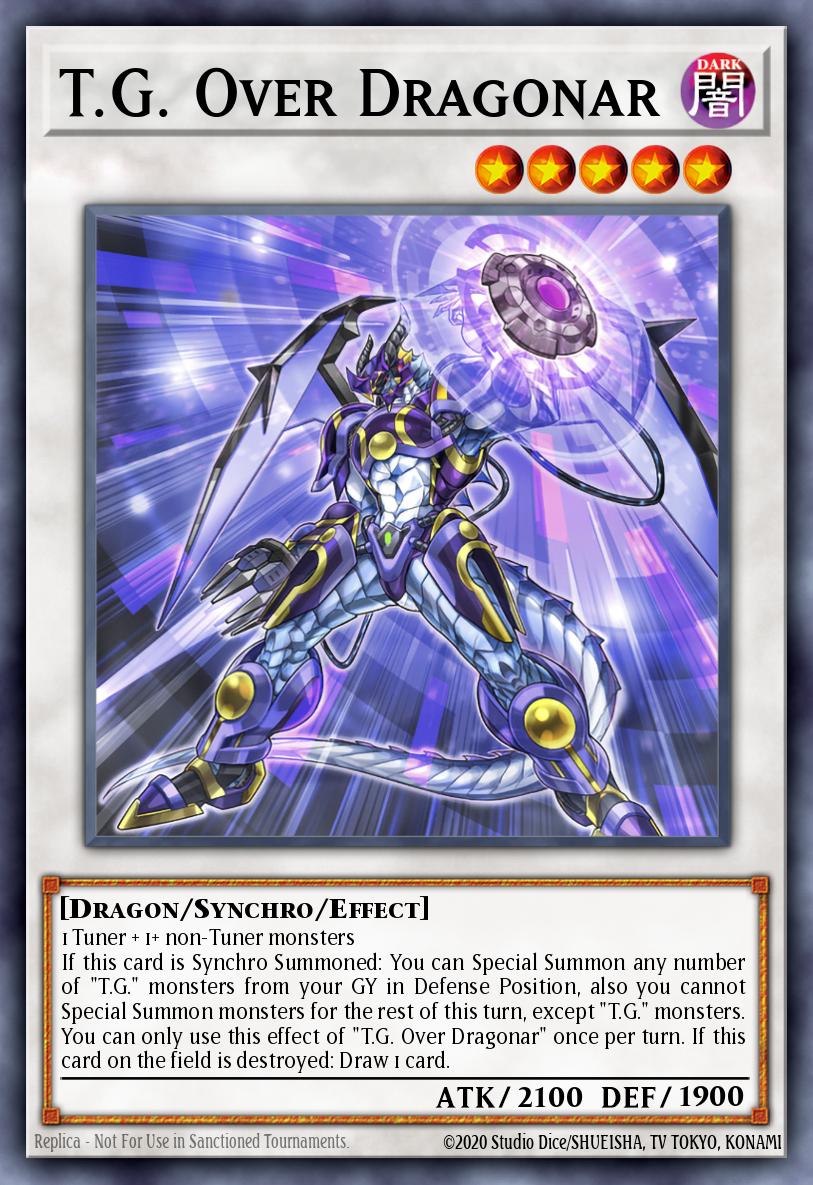 T.G. Over Dragonar
DARK
闇
[Dragon/Synchro/Effect]
1 Tuner + 1+ non-Tuner monsters
If this card is Synchro Summoned: You can Special Summon any number
of "T.G." monsters from your GY in Defense Position, also you cannot
Special Summon monsters for the rest of this turn, except "T.G." monsters.
You can only use this effect of "T.G. Over Dragonar" once per turn. If this
card on the field is destroyed: Draw 1 card.
ATK/ 2100 DEF/ 1900
Replica - Not For Use in Sanctioned Tournaments.
©2020 Studio Dice/SHUEISHA, TV TOKYO, KONAMI